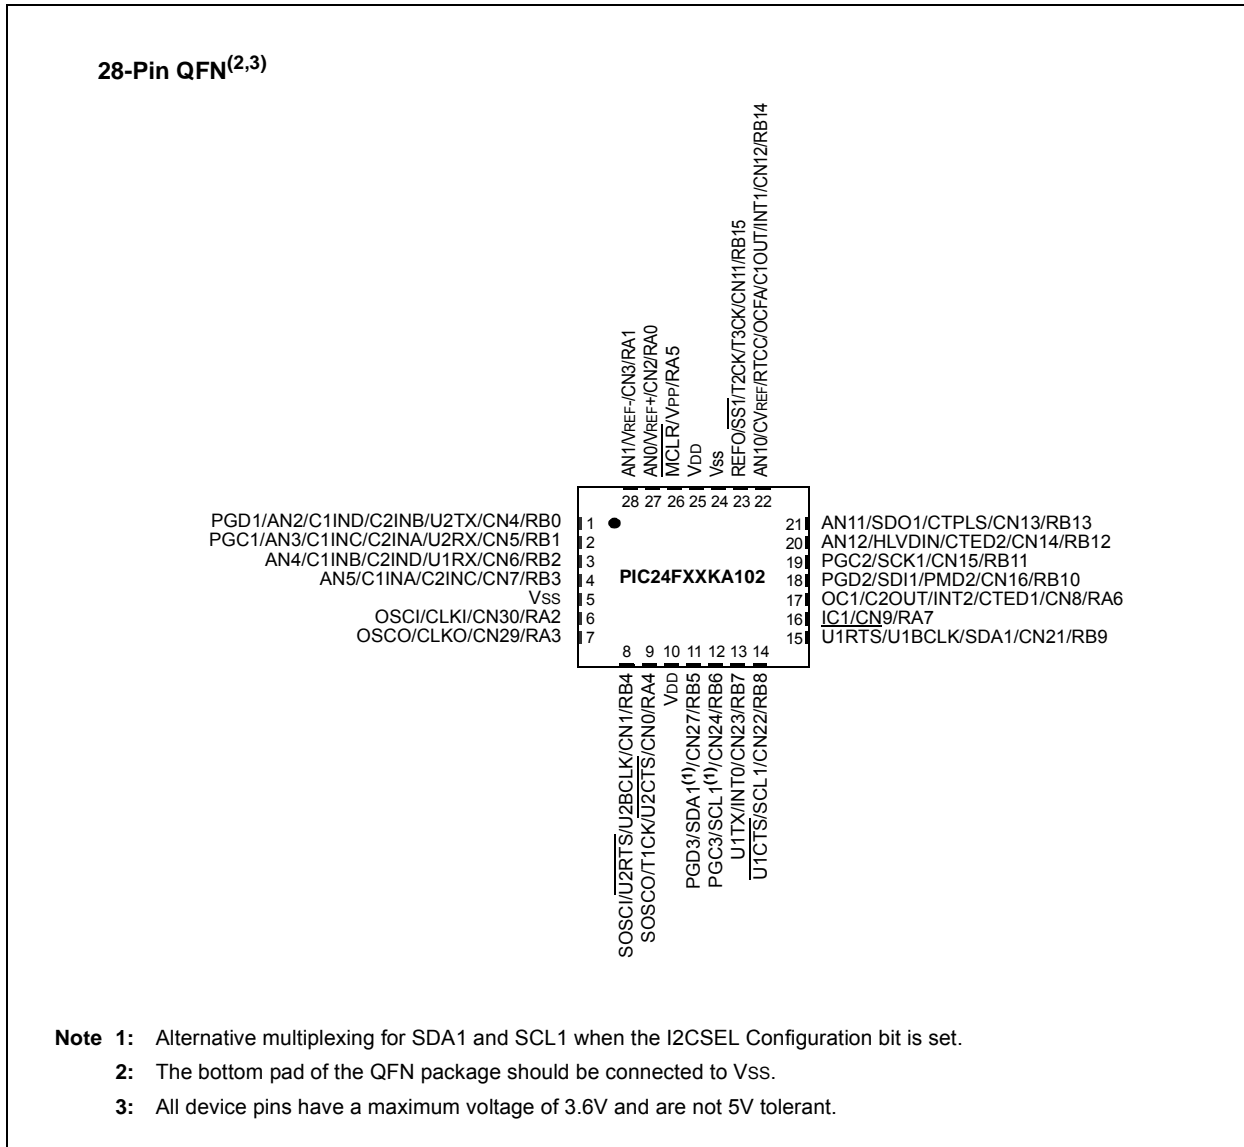 28-Pin QFN(2,3)
AN1/VREF-/CN3/RA1
AN0/VREF+/CN2/RA0
MCLR/VPP/RA5
VDD
Vss
REFO/SS1/T2CK/T3CK/CN11/RB15
AN10/CVREF/RTCC/OCFA/C1OUT/INT1/CN12/RB14
28 27 26 25 24 23 22
PGD1/AN2/C1IND/C2INB/U2TX/CN4/RB0 1
PGC1/AN3/C1INC/C2INA/U2RX/CN5/RB1 2
AN4/C1INB/C2IND/U1RX/CN6/RB2 3
AN5/C1INA/C2INC/CN7/RB3 4
VSS 5
OSCI/CLKI/CN30/RA2 6
OSCO/CLKO/CN29/RA3 7
PIC24FXXKA102
21 AN11/SDO1/CTPLS/CN13/RB13
20 AN12/HLVDIN/CTED2/CN14/RB12
19 PGC2/SCK1/CN15/RB11
18 PGD2/SDI1/PMD2/CN16/RB10
17 OC1/C2OUT/INT2/CTED1/CN8/RA6
16 IC1/CN9/RA7
15 U1RTS/U1BCLK/SDA1/CN21/RB9
8 9 10 11 12 13 14
SOSCI/U2RTS/U2BCLK/CN1/RB4
SOSCO/T1CK/U2CTS/CN0/RA4
VDD
PGD3/SDA1(1)/CN27/RB5
PGC3/SCL1(1)/CN24/RB6
U1TX/INT0/CN23/RB7
U1CTS/SCL1/CN22/RB8
Note 1: Alternative multiplexing for SDA1 and SCL1 when the I2CSEL Configuration bit is set.
2: The bottom pad of the QFN package should be connected to VSS.
3: All device pins have a maximum voltage of 3.6V and are not 5V tolerant.